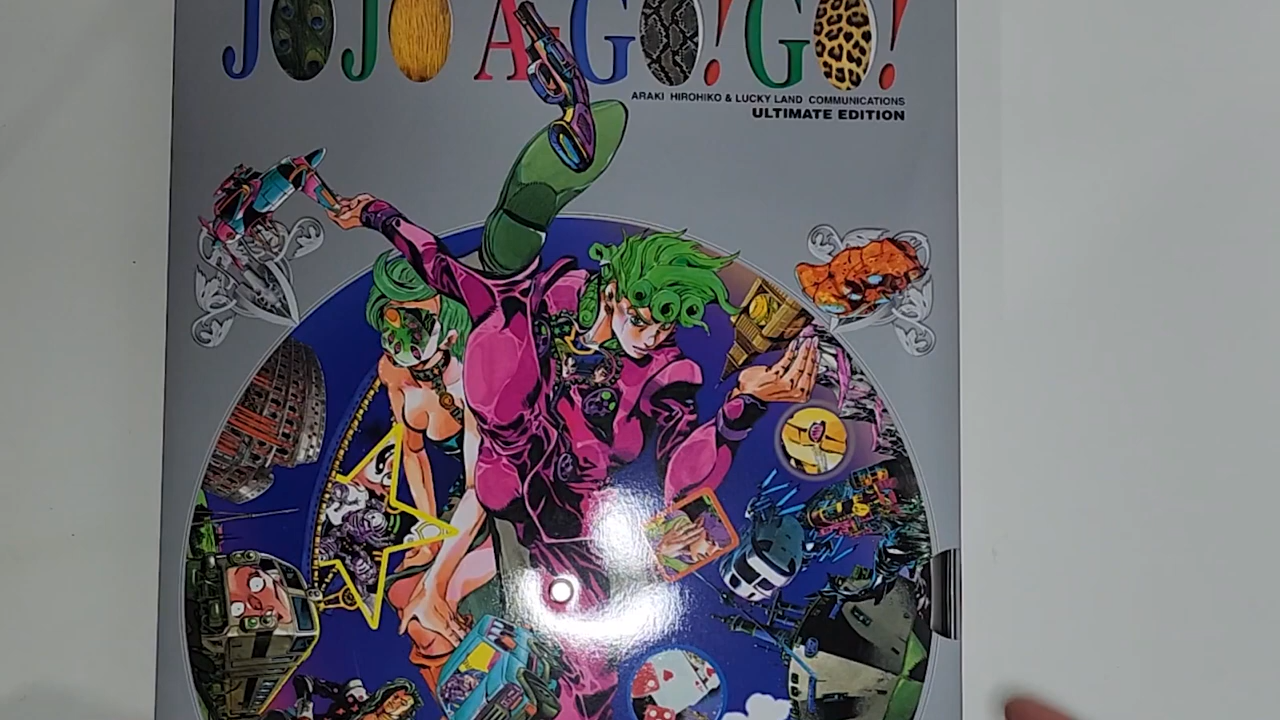 JOJO A-GO!GO!
ARAKI HIROHIKO & LUCKY LAND COMMUNICATIONS
ULTIMATE EDITION